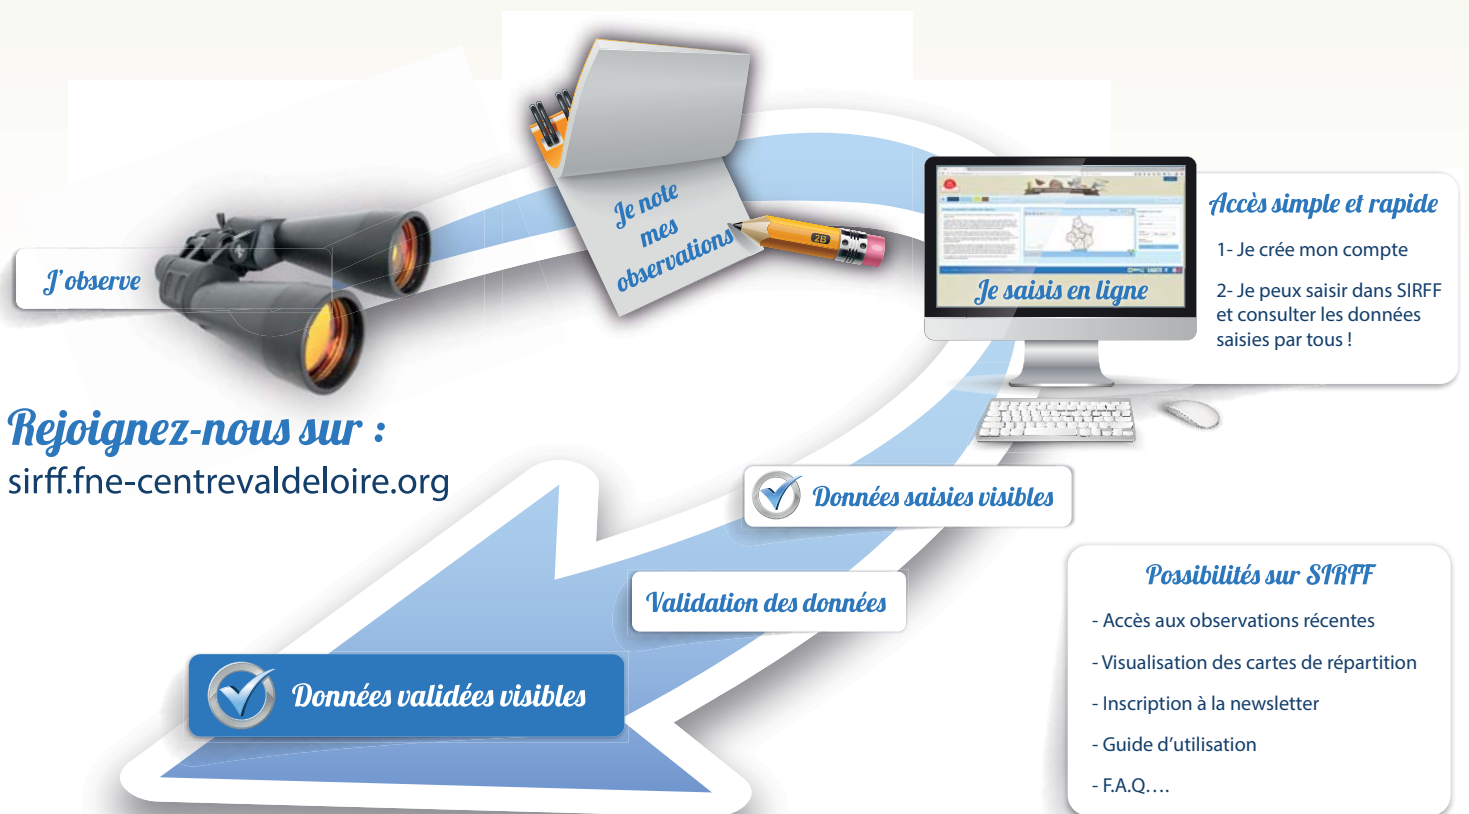 J'observe
Je note
mes
observations
2B
Je saisis en ligne
Accès simple et rapide
1- Je crée mon compte
2- Je peux saisir dans SIRFF
et consulter les données
saisies par tous !
Rejoignez-nous sur :
sirff.fne-centrevaldeloire.org
Données saisies visibles
Validation des données
Données validées visibles
Possibilités sur SIRFF
- Accès aux observations récentes
- Visualisation des cartes de répartition
- Inscription à la newsletter
- Guide d’utilisation
- F.A.Q….